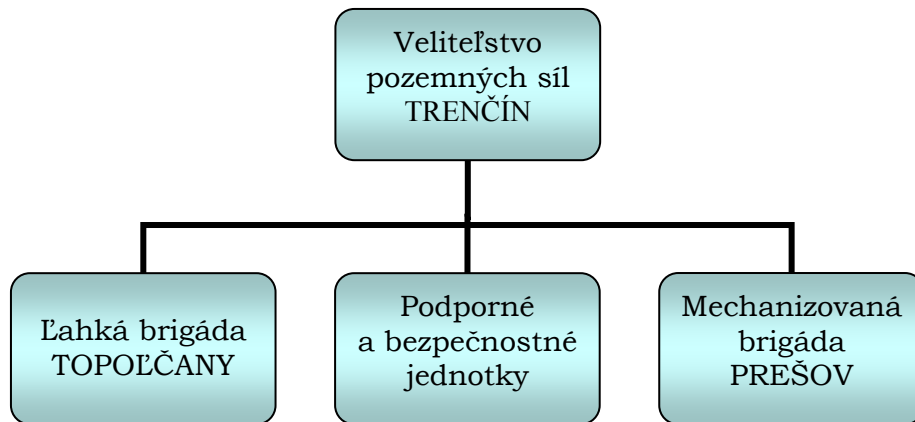 Veliteľstvo
pozemných síl
TRENČÍN
Ľahká brigáda
TOPOĽČANY
Podporné
a bezpečnostné
jednotky
Mechanizovaná
brigáda
PREŠOV